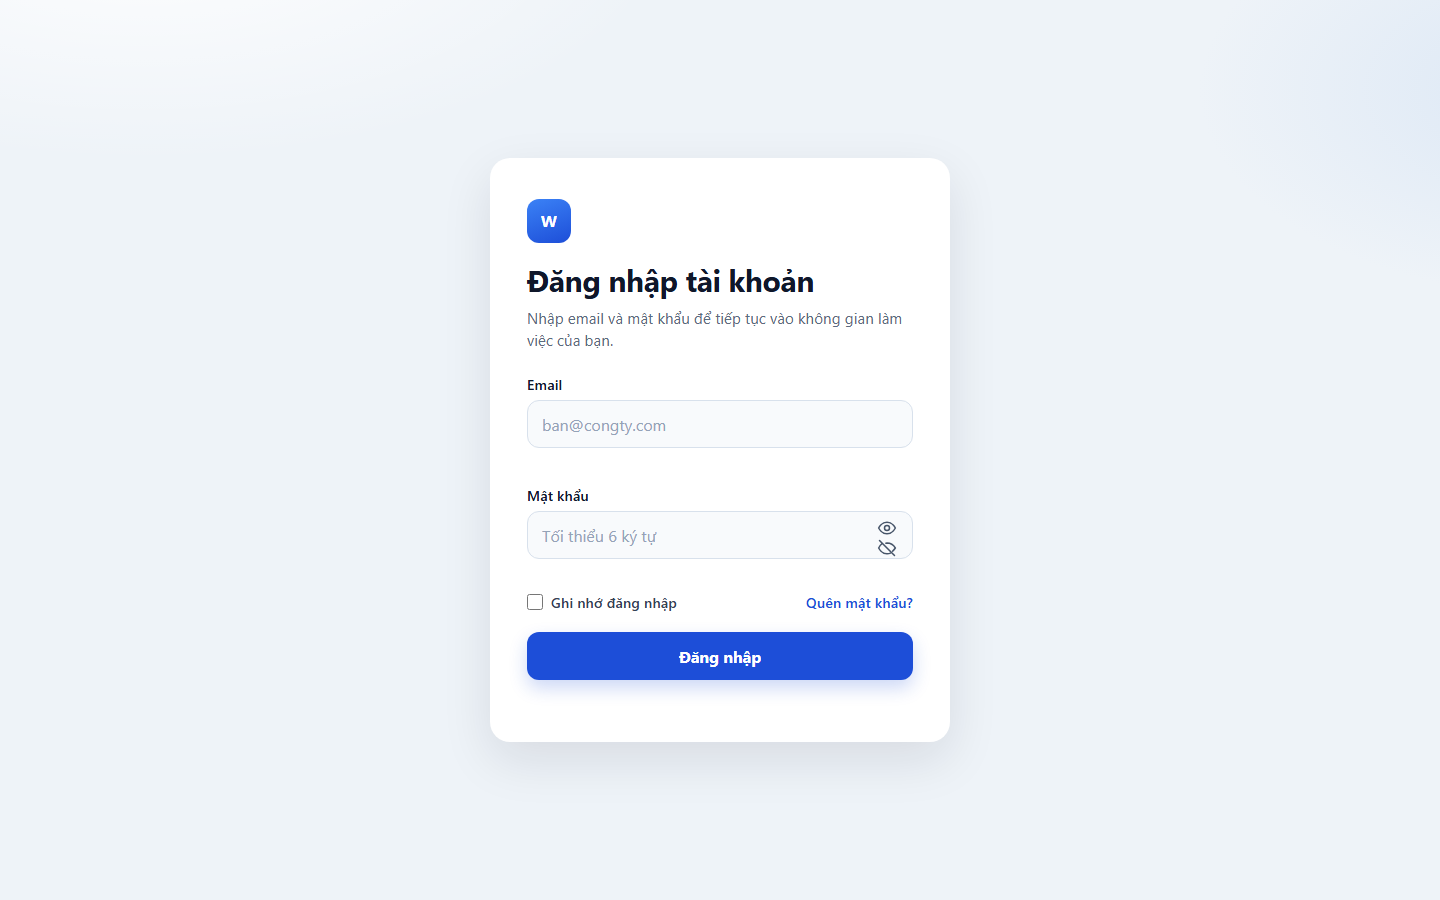 W
Đăng nhập tài khoản
Nhập email và mật khẩu để tiếp tục vào không gian làm
việc của bạn.
Email
ban@congty.com
Mật khẩu
Tối thiểu 6 ký tự
Ghi nhớ đăng nhập
Quên mật khẩu?
Đăng nhập